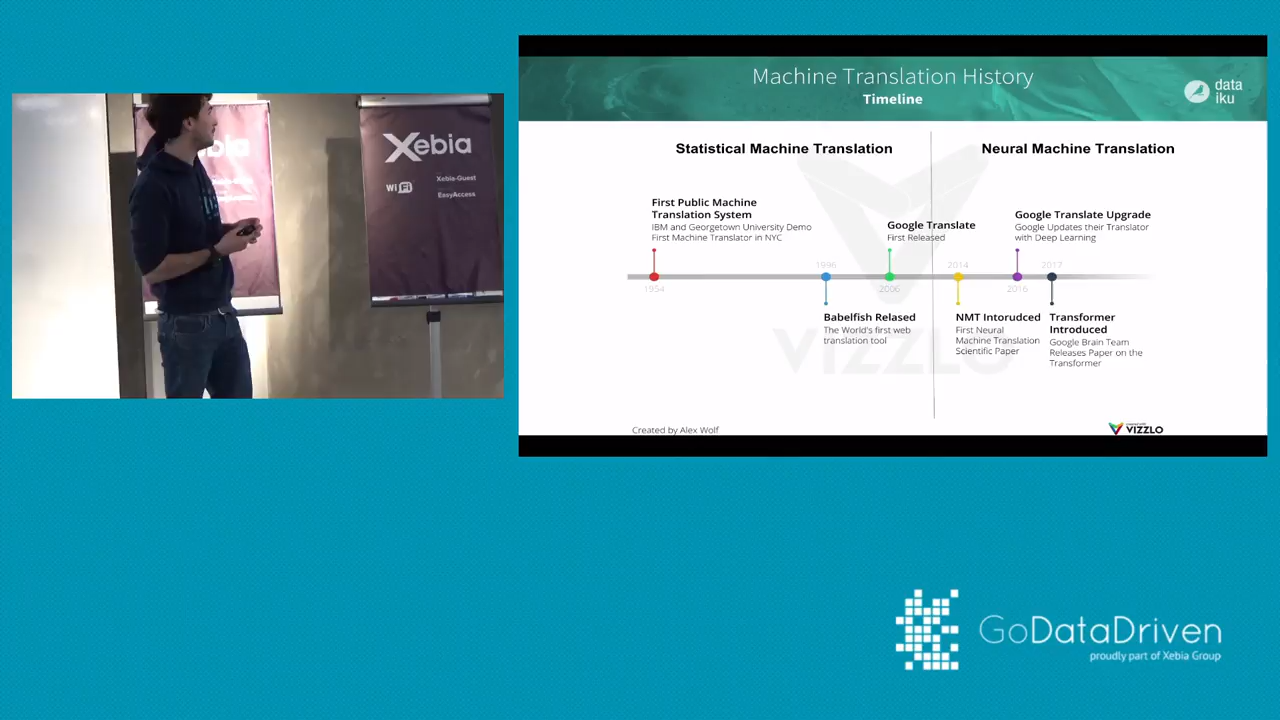 Machine Translation History
Timeline
data
iku
Statistical Machine Translation
Neural Machine Translation
First Public Machine
Translation System
IBM and Georgetown University Demo
First Machine Translator in NYC
Google Translate
First Released
Google Translate Upgrade
Google Updates their Translator
with Deep Learning
1996
2014
2017
1954
2006
2016
Babelfish Relased
The World's first web
translation tool
NMT Intorudced
First Neural
Machine Translation
Scientific Paper
Transformer
Introduced
Google Brain Team
Releases Paper on the
Transformer
VIZZLO
Created by Alex Wolf
VIZZLO
Xebia
WiFi
Xebia-Guest
EasyAccess
GoDataDriven
proudly part of Xebia Group